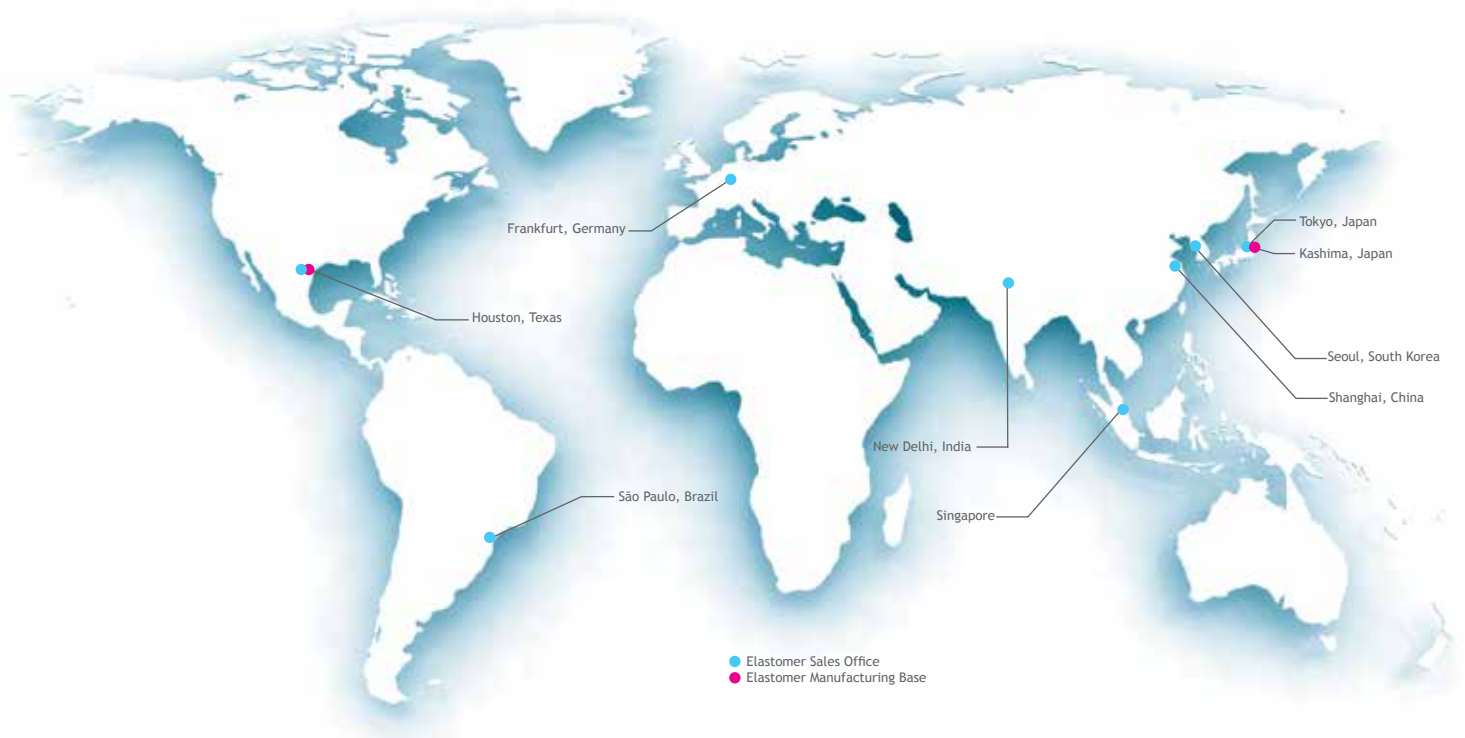 Tokyo, Japan
Frankfurt, Germany
Kashima, Japan
Houston, Texas
Seoul, South Korea
Shanghai, China
New Delhi, India
São Paulo, Brazil
Singapore
Elastomer Sales Office
Elastomer Manufacturing Base